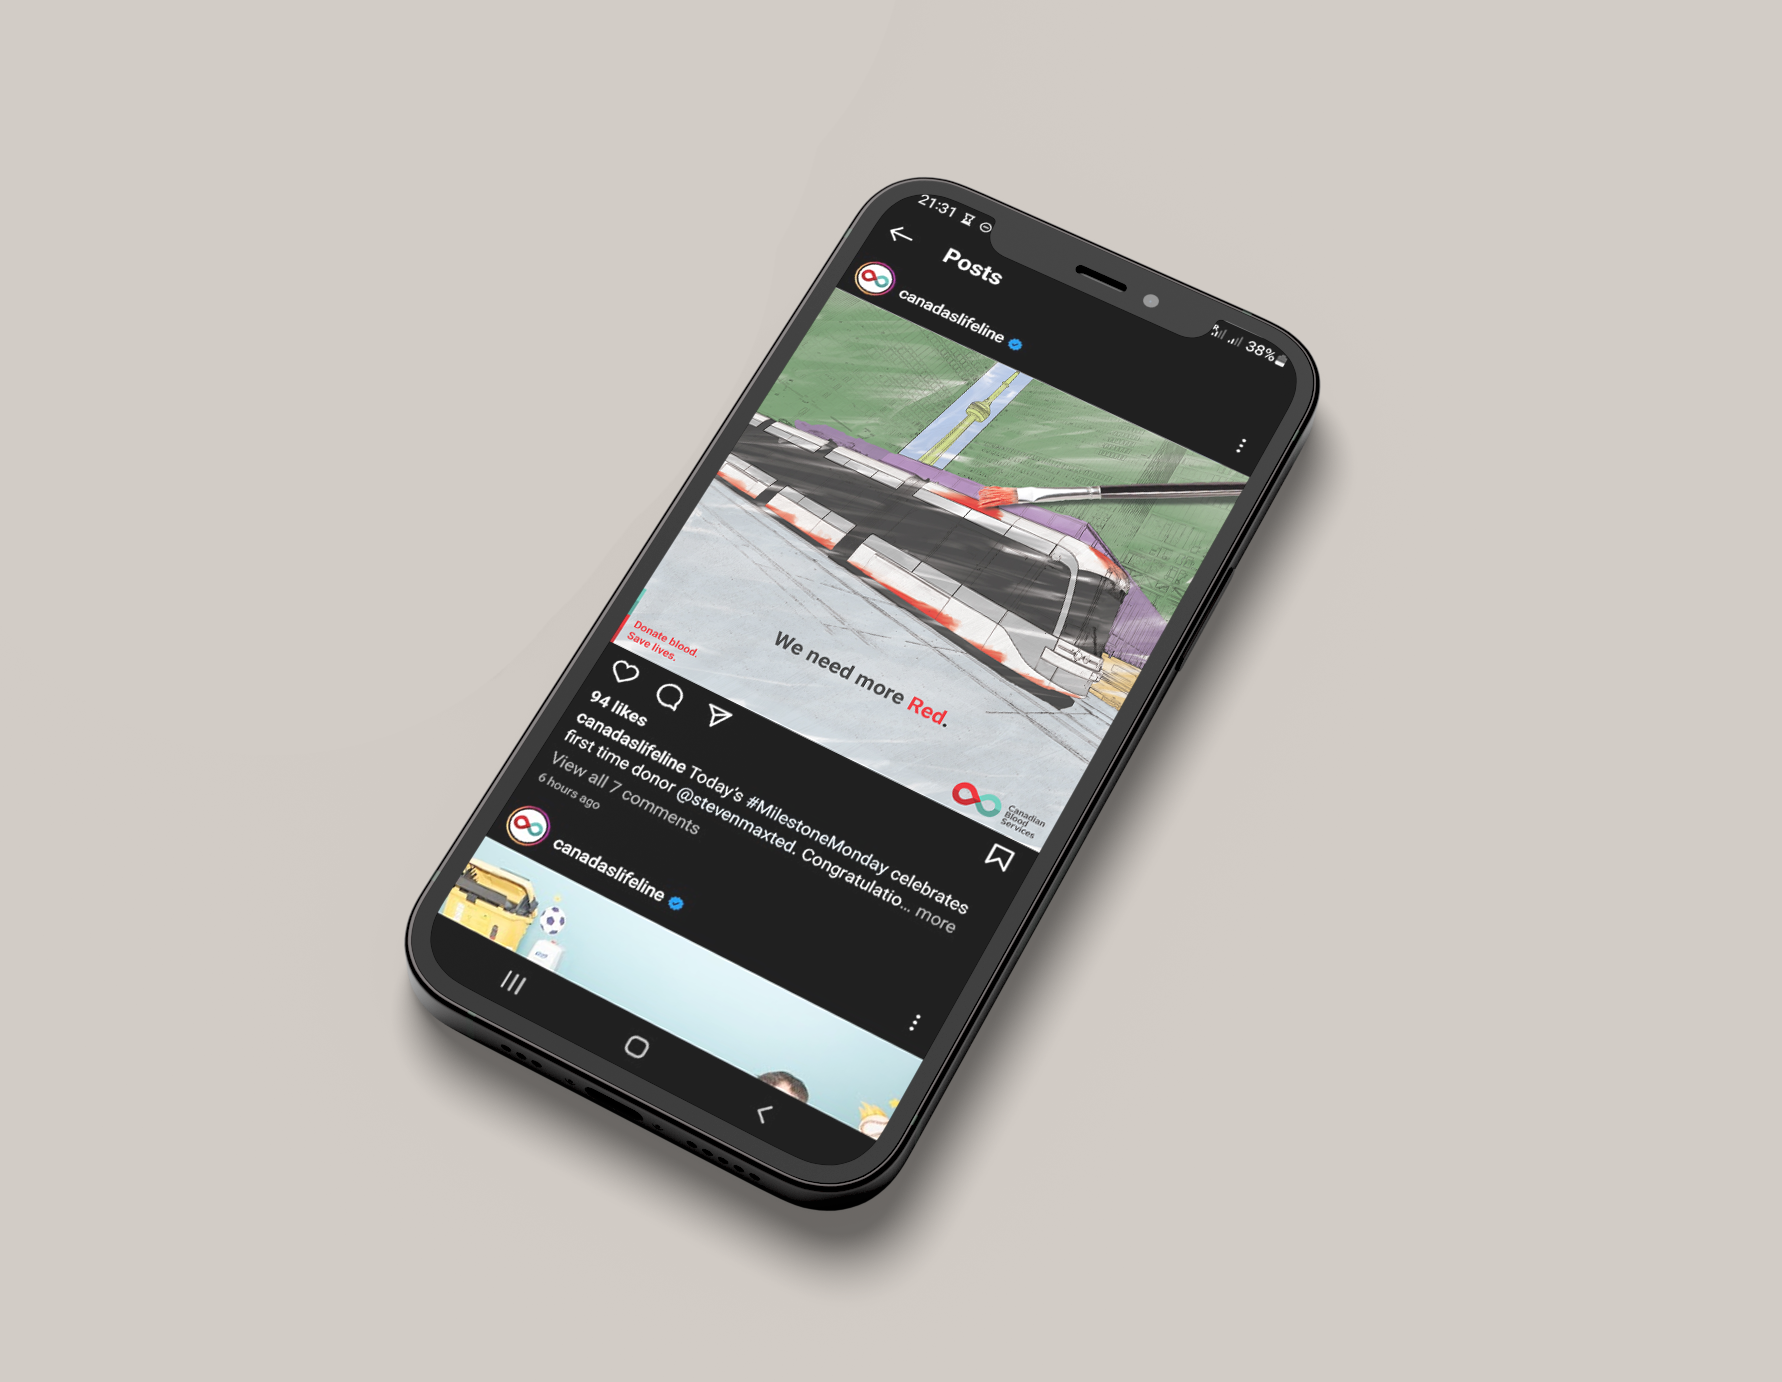 21:31
R
38%
Posts
canadaslifeline
Donate blood.
Save lives.
We need more Red.
Canadian
Blood
Services
94 likes
canadaslifeline Today's #MilestoneMonday celebrates
first time donor @stevenmaxted. Congratulatio... more
View all 7 comments
6 hours ago
canadaslifeline